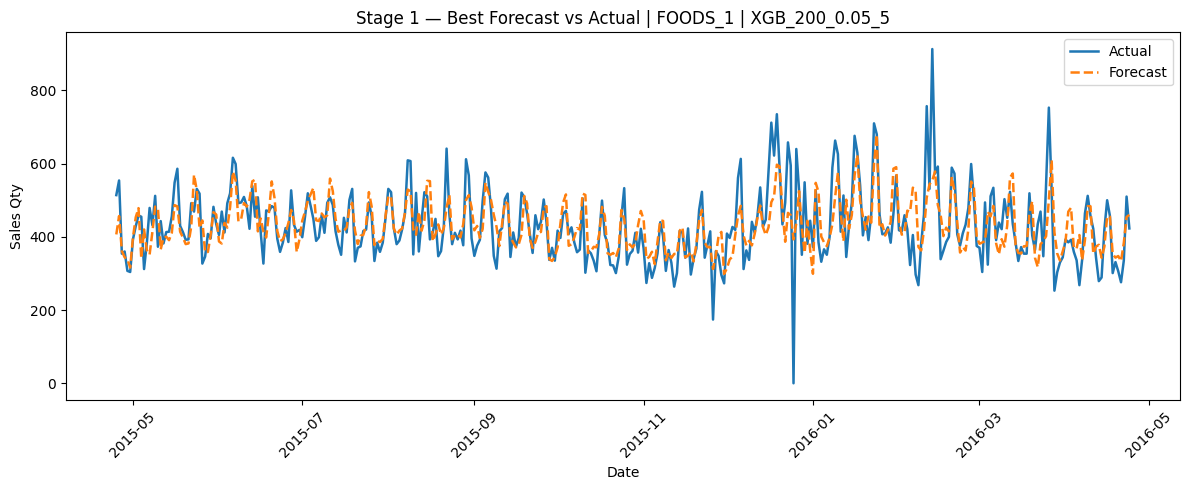 Stage 1 — Best Forecast vs Actual | FOODS_1 | XGB_200_0.05_5
Actual
Forecast
Sales Qty
800
600
400
200
0
2015-05
2015-07
2015-09
2015-11
2016-01
2016-03
2016-05
Date